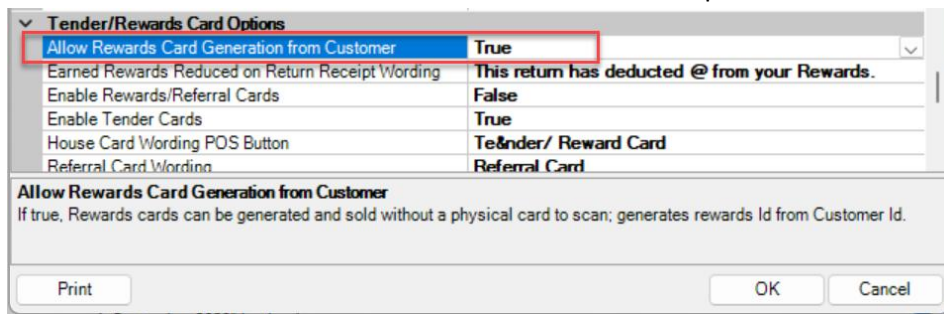 Tender/Rewards Card Options
Allow Rewards Card Generation from Customer True
Earned Rewards Reduced on Return Receipt Wording This return has deducted @ from your Rewards.
Enable Rewards/Referral Cards False
Enable Tender Cards True
House Card Wording POS Button Te&nder/ Reward Card
Referral Card Wording Referral Card
Allow Rewards Card Generation from Customer
If true, Rewards cards can be generated and sold without a physical card to scan; generates rewards Id from Customer Id.
Print OK Cancel